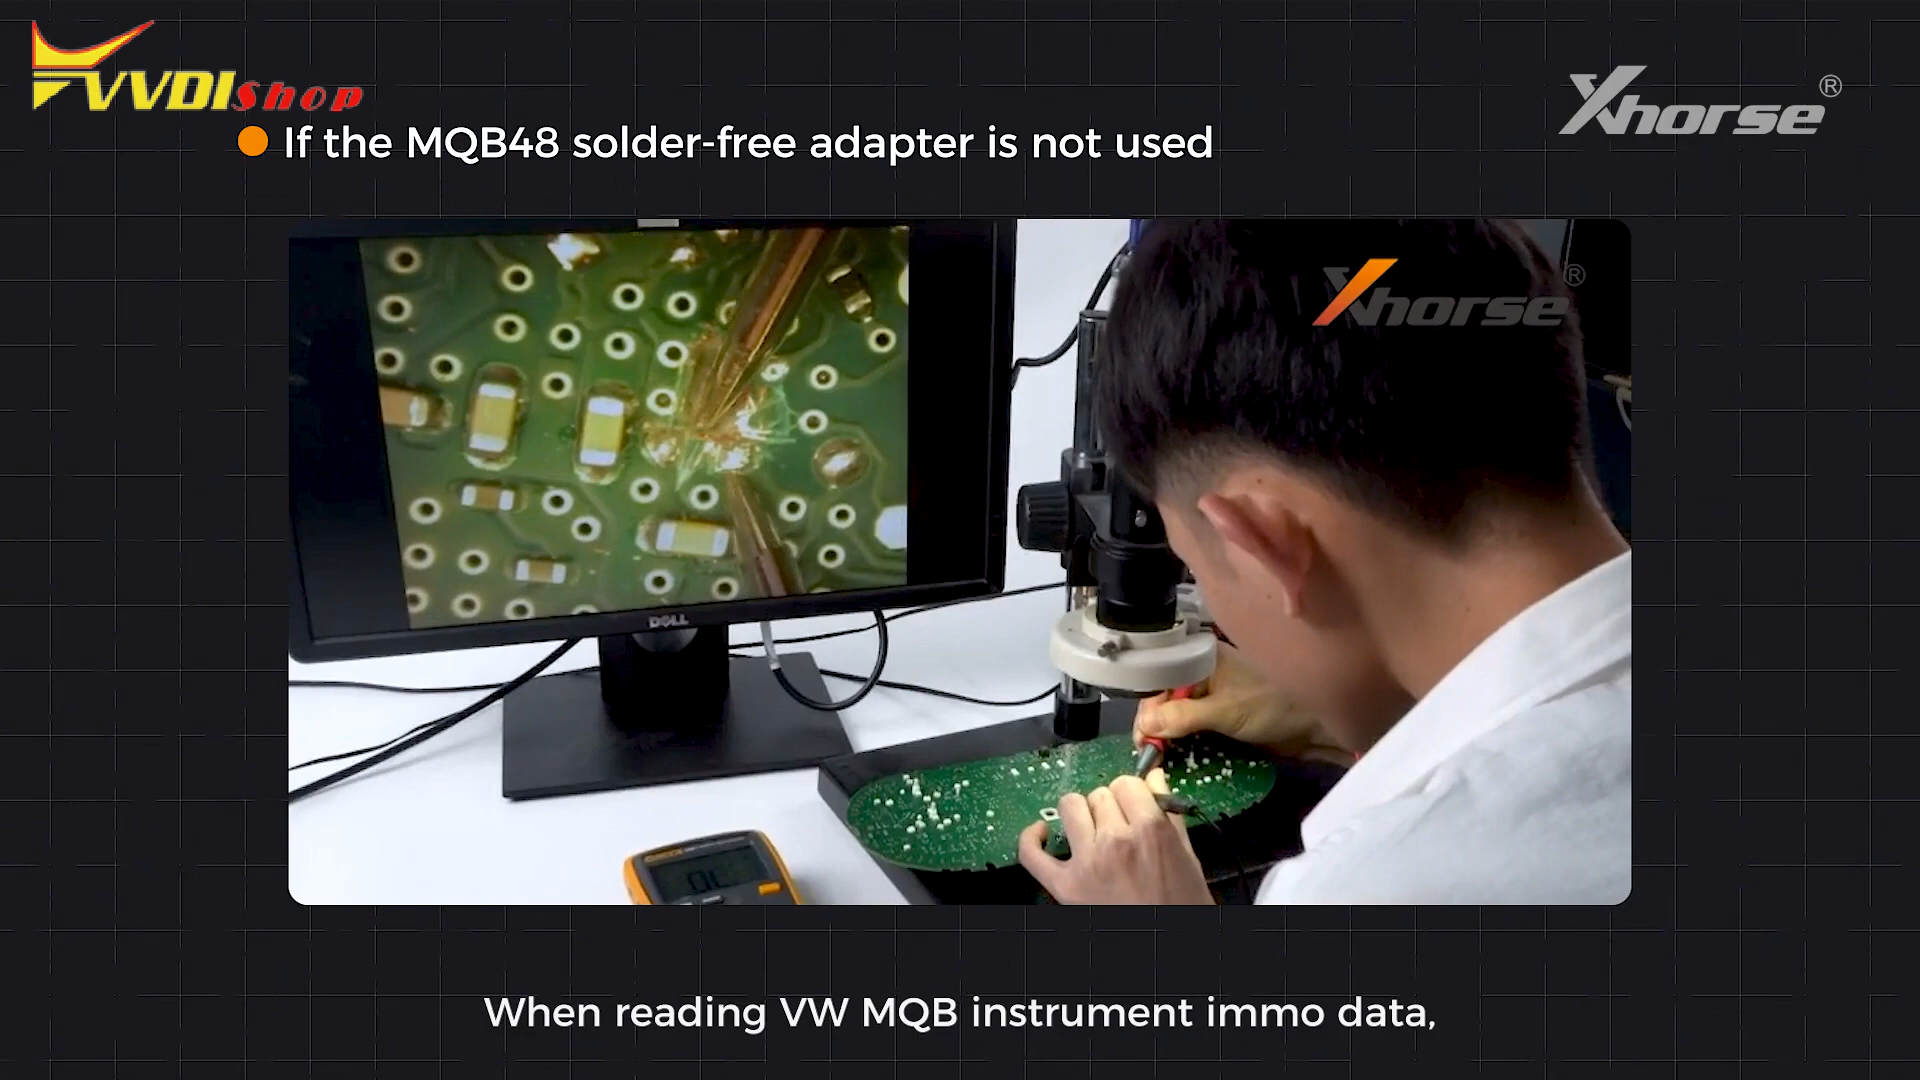 VVDIShop
Xhorse®
If the MQB48 solder-free adapter is not used
Xhorse®
DELL
OL
When reading VW MQB instrument immo data,